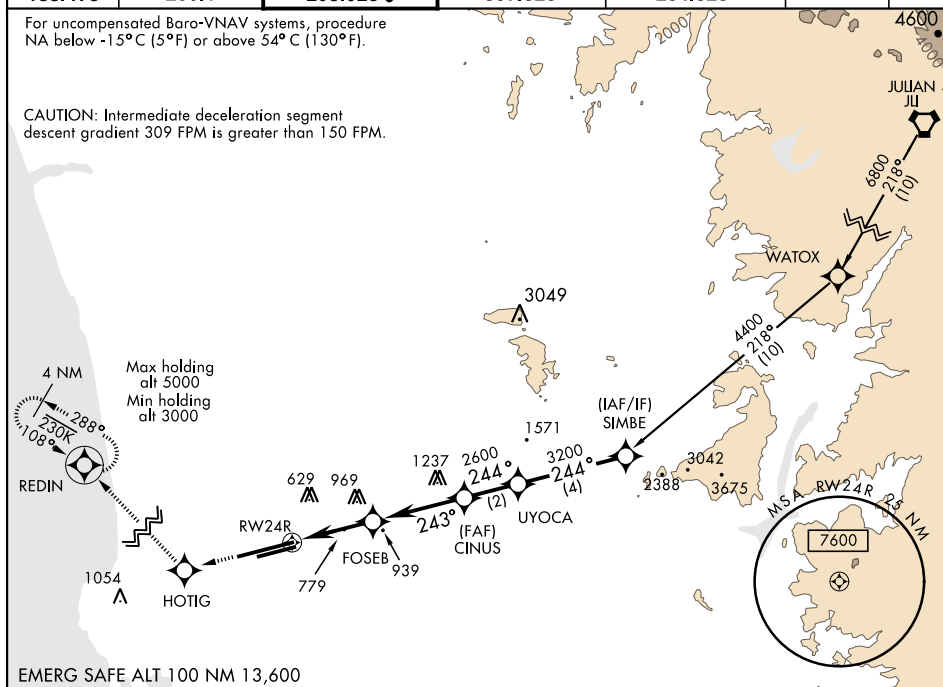 For uncompensated Baro-VNAV systems, procedure
NA below -15°C (5°F) or above 54°C (130°F).
4600
2000
4000
CAUTION: Intermediate deceleration segment
descent gradient 309 FPM is greater than 150 FPM.
JULIAN
JLI
6800
218°
(10)
WATOX
4400
218°
(10)
3049
4 NM
Max holding
alt 5000
Min holding
alt 3000
288°
230K
108°
REDIN
(IAF/IF)
SIMBE
1571
3200
244°
(4)
2600
244°
(2)
1237
629
969
3042
2388
3675
243°
(FAF)
CINUS
UYOCA
RW24R
FOSEB
939
779
1054
HOTIG
MSA RW24R 25 NM
7600
EMERG SAFE ALT 100 NM 13,600